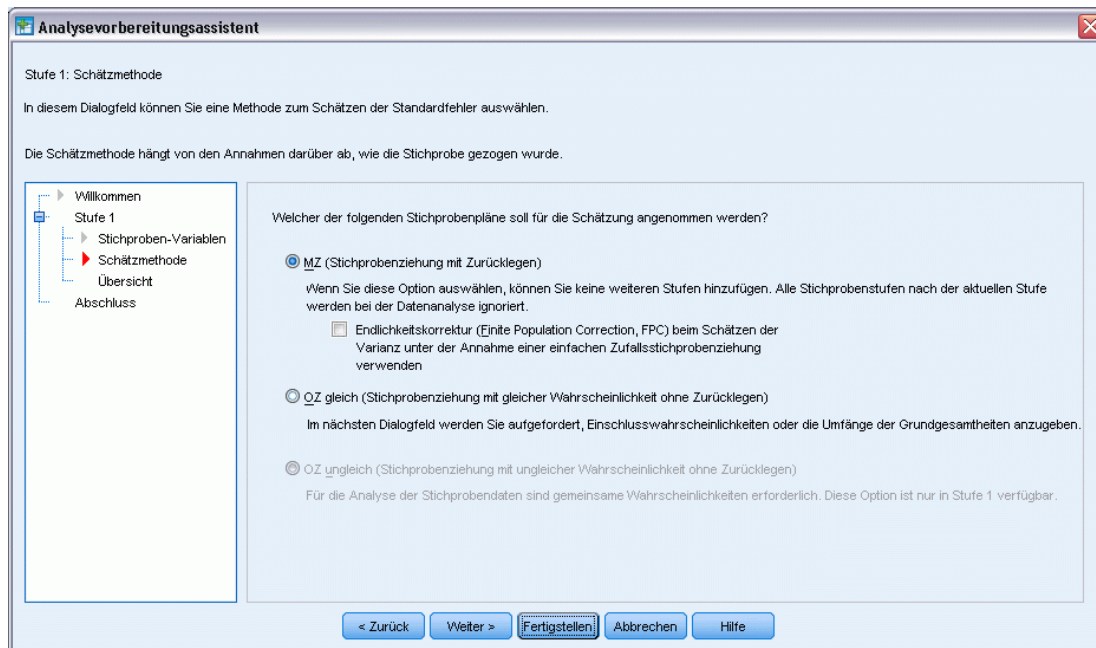 Analysevorbereitungsassistent
Stufe 1: Schätzmethode
In diesem Dialogfeld können Sie eine Methode zum Schätzen der Standardfehler auswählen.
Die Schätzmethode hängt von den Annahmen darüber ab, wie die Stichprobe gezogen wurde.
Willkommen
Stufe 1
Stichproben-Variablen
Schätzmethode
Übersicht
Abschluss
Welcher der folgenden Stichprobenpläne soll für die Schätzung angenommen werden?
MZ (Stichprobenziehung mit Zurücklegen)
Wenn Sie diese Option auswählen, können Sie keine weiteren Stufen hinzufügen. Alle Stichprobenstufen nach der aktuellen Stufe
werden bei der Datenanalyse ignoriert.
Endlichkeitskorrektur (Finite Population Correction, FPC) beim Schätzen der
Varianz unter der Annahme einer einfachen Zufallsstichprobenziehung
verwenden
OZ gleich (Stichprobenziehung mit gleicher Wahrscheinlichkeit ohne Zurücklegen)
Im nächsten Dialogfeld werden Sie aufgefordert, Einschlusswahrscheinlichkeiten oder die Umfänge der Grundgesamtheiten anzugeben.
OZ ungleich (Stichprobenziehung mit ungleicher Wahrscheinlichkeit ohne Zurücklegen)
Für die Analyse der Stichprobendaten sind gemeinsame Wahrscheinlichkeiten erforderlich. Diese Option ist nur in Stufe 1 verfügbar.
< Zurück
Weiter >
Fertigstellen
Abbrechen
Hilfe